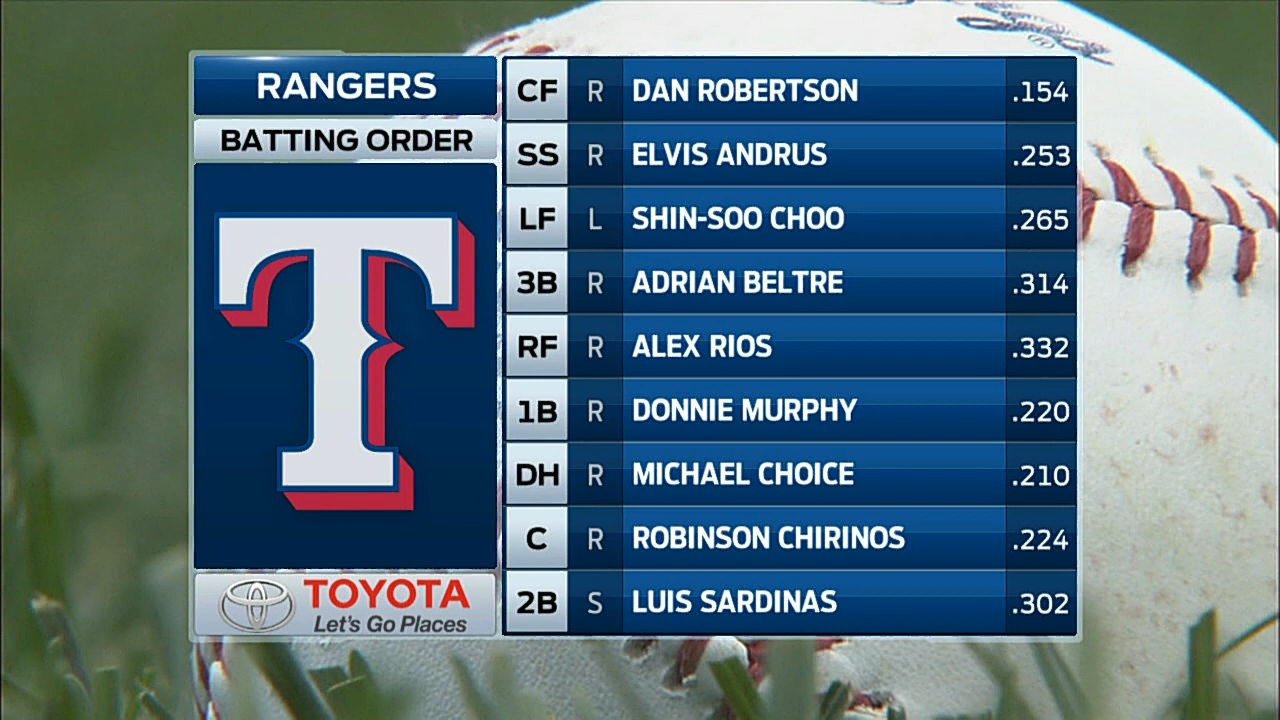 RANGERS
BATTING ORDER
T
TOYOTA
Let's Go Places
CF R DAN ROBERTSON .154
SS R ELVIS ANDRUS .253
LF L SHIN-SOO CHOO .265
3B R ADRIAN BELTRE .314
RF R ALEX RIOS .332
1B R DONNIE MURPHY .220
DH R MICHAEL CHOICE .210
C R ROBINSON CHIRINOS .224
2B S LUIS SARDINAS .302